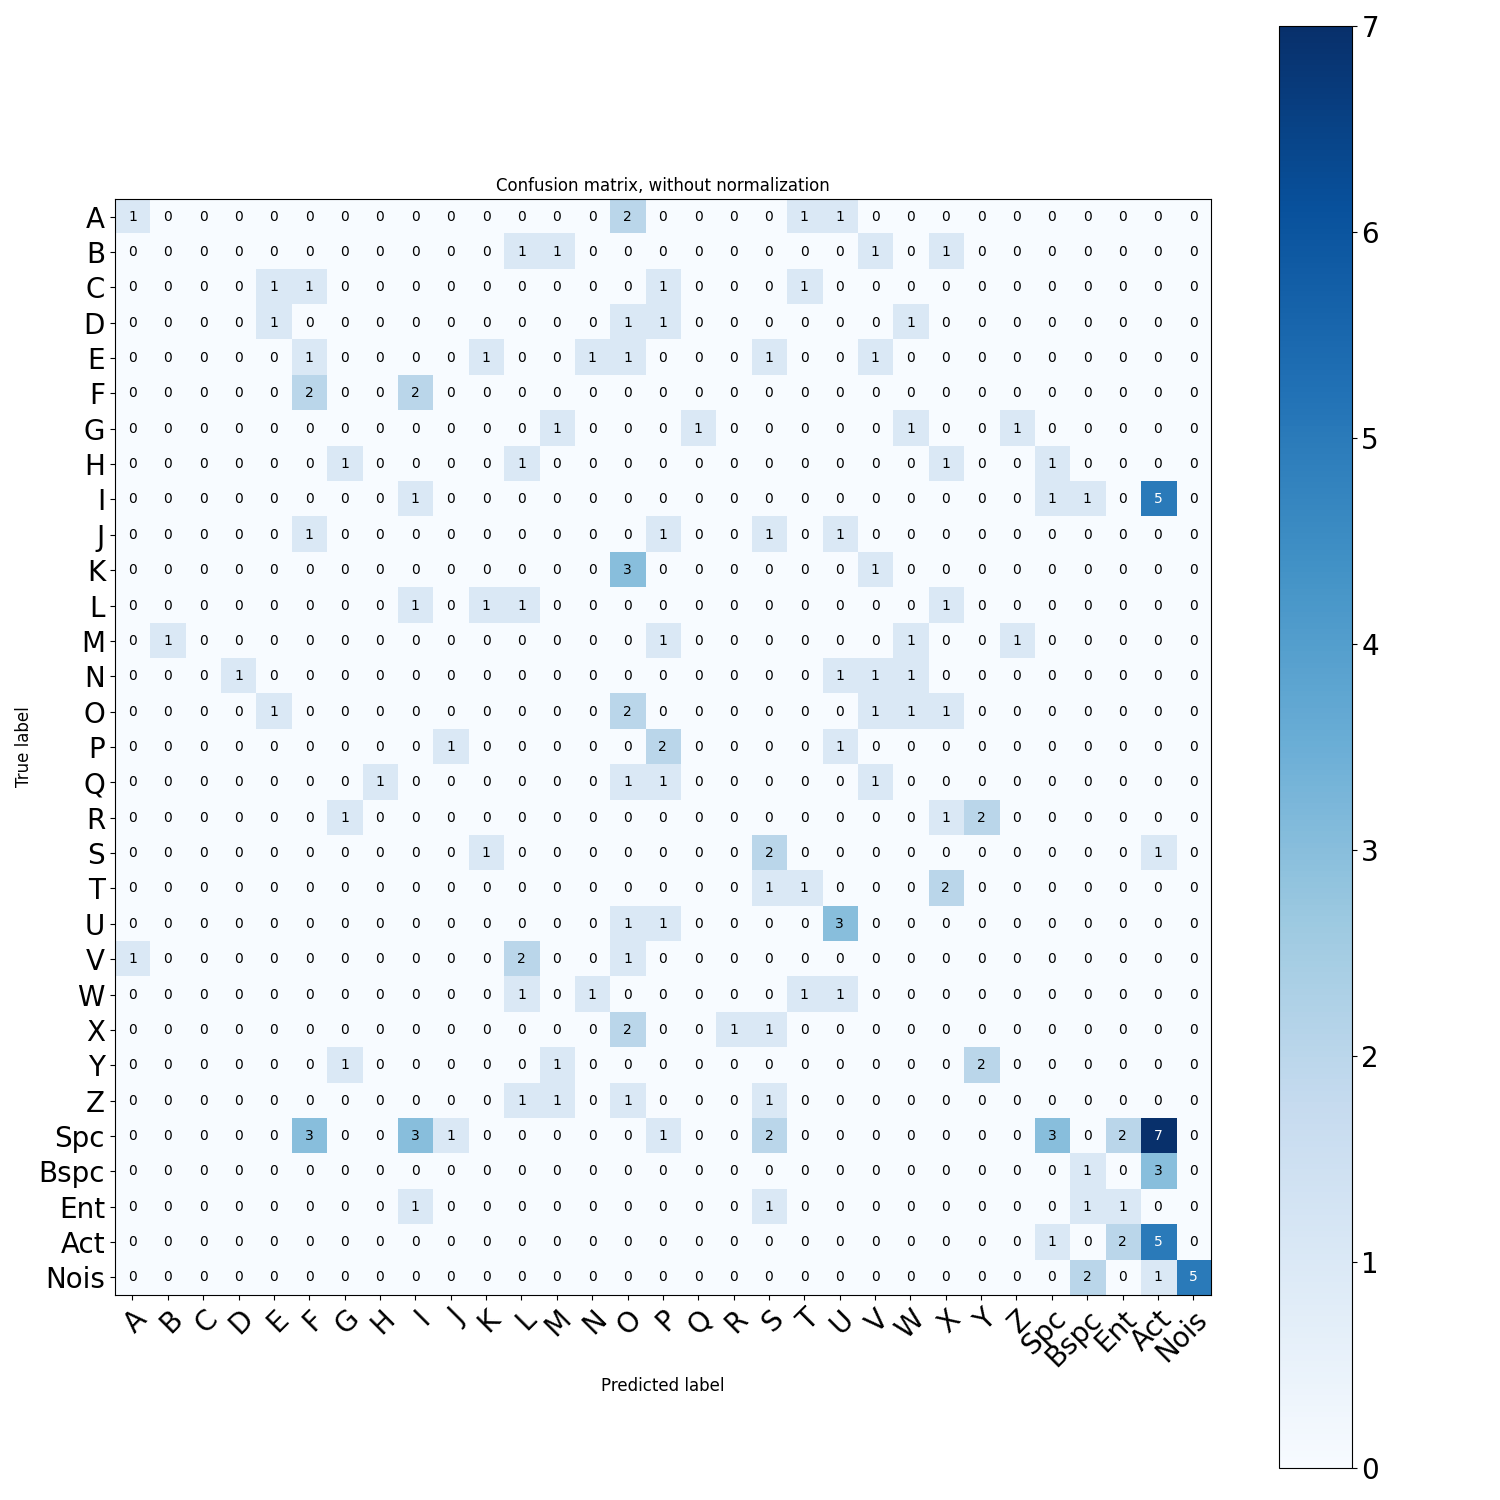 Confusion matrix, without normalization
A 1 0 0 0 0 0 0 0 0 0 0 0 0 0 2 0 0 0 0 1 1 0 0 0 0 0 0 0 0 0 0
B 0 0 0 0 0 0 0 0 0 0 0 1 1 0 0 0 0 0 0 0 0 1 0 1 0 0 0 0 0 0 0
C 0 0 0 0 1 1 0 0 0 0 0 0 0 0 0 1 0 0 0 1 0 0 0 0 0 0 0 0 0 0 0
D 0 0 0 0 1 0 0 0 0 0 0 0 0 0 1 1 0 0 0 0 0 0 1 0 0 0 0 0 0 0 0
E 0 0 0 0 0 1 0 0 0 0 1 0 0 1 1 0 0 0 1 0 0 1 0 0 0 0 0 0 0 0 0
F 0 0 0 0 0 2 0 0 2 0 0 0 0 0 0 0 0 0 0 0 0 0 0 0 0 0 0 0 0 0 0
G 0 0 0 0 0 0 0 0 0 0 0 0 1 0 0 0 1 0 0 0 0 0 1 0 0 1 0 0 0 0 0
H 0 0 0 0 0 0 1 0 0 0 0 1 0 0 0 0 0 0 0 0 0 0 0 1 0 0 1 0 0 0 0
I 0 0 0 0 0 0 0 0 1 0 0 0 0 0 0 0 0 0 0 0 0 0 0 0 0 0 1 1 0 5 0
J 0 0 0 0 0 1 0 0 0 0 0 0 0 0 0 1 0 0 1 0 1 0 0 0 0 0 0 0 0 0 0
K 0 0 0 0 0 0 0 0 0 0 0 0 0 0 3 0 0 0 0 0 0 1 0 0 0 0 0 0 0 0 0
L 0 0 0 0 0 0 0 0 1 0 1 1 0 0 0 0 0 0 0 0 0 0 0 1 0 0 0 0 0 0 0
M 0 1 0 0 0 0 0 0 0 0 0 0 0 0 0 1 0 0 0 0 0 0 1 0 0 1 0 0 0 0 0
N 0 0 0 1 0 0 0 0 0 0 0 0 0 0 0 0 0 0 0 0 1 1 1 0 0 0 0 0 0 0 0
O 0 0 0 0 1 0 0 0 0 0 0 0 0 0 2 0 0 0 0 0 0 1 1 1 0 0 0 0 0 0 0
P 0 0 0 0 0 0 0 0 0 1 0 0 0 0 0 2 0 0 0 0 1 0 0 0 0 0 0 0 0 0 0
Q 0 0 0 0 0 0 0 1 0 0 0 0 0 0 1 1 0 0 0 0 0 1 0 0 0 0 0 0 0 0 0
R 0 0 0 0 0 0 1 0 0 0 0 0 0 0 0 0 0 0 0 0 0 0 0 1 2 0 0 0 0 0 0
S 0 0 0 0 0 0 0 0 0 0 1 0 0 0 0 0 0 0 2 0 0 0 0 0 0 0 0 0 0 1 0
T 0 0 0 0 0 0 0 0 0 0 0 0 0 0 0 0 0 0 1 1 0 0 0 2 0 0 0 0 0 0 0
U 0 0 0 0 0 0 0 0 0 0 0 0 0 0 1 1 0 0 0 0 3 0 0 0 0 0 0 0 0 0 0
V 1 0 0 0 0 0 0 0 0 0 0 2 0 0 1 0 0 0 0 0 0 0 0 0 0 0 0 0 0 0 0
W 0 0 0 0 0 0 0 0 0 0 0 1 0 1 0 0 0 0 0 1 1 0 0 0 0 0 0 0 0 0 0
X 0 0 0 0 0 0 0 0 0 0 0 0 0 0 2 0 0 1 1 0 0 0 0 0 0 0 0 0 0 0 0
Y 0 0 0 0 0 0 1 0 0 0 0 0 1 0 0 0 0 0 0 0 0 0 0 0 2 0 0 0 0 0 0
Z 0 0 0 0 0 0 0 0 0 0 0 1 1 0 1 0 0 0 1 0 0 0 0 0 0 0 0 0 0 0 0
Spc 0 0 0 0 0 3 0 0 3 1 0 0 0 0 0 1 0 0 2 0 0 0 0 0 0 0 3 0 2 7 0
Bspc 0 0 0 0 0 0 0 0 0 0 0 0 0 0 0 0 0 0 0 0 0 0 0 0 0 0 0 1 0 3 0
Ent 0 0 0 0 0 0 0 0 1 0 0 0 0 0 0 0 0 0 1 0 0 0 0 0 0 0 0 1 1 0 0
Act 0 0 0 0 0 0 0 0 0 0 0 0 0 0 0 0 0 0 0 0 0 0 0 0 0 0 1 0 2 5 0
Nois 0 0 0 0 0 0 0 0 0 0 0 0 0 0 0 0 0 0 0 0 0 0 0 0 0 0 0 2 0 1 5
A B C D E F G H I J K L M N O P Q R S T U V W X Y Z Spc Bspc Ent Act Nois
Predicted label
True label
7
6
5
4
3
2
1
0